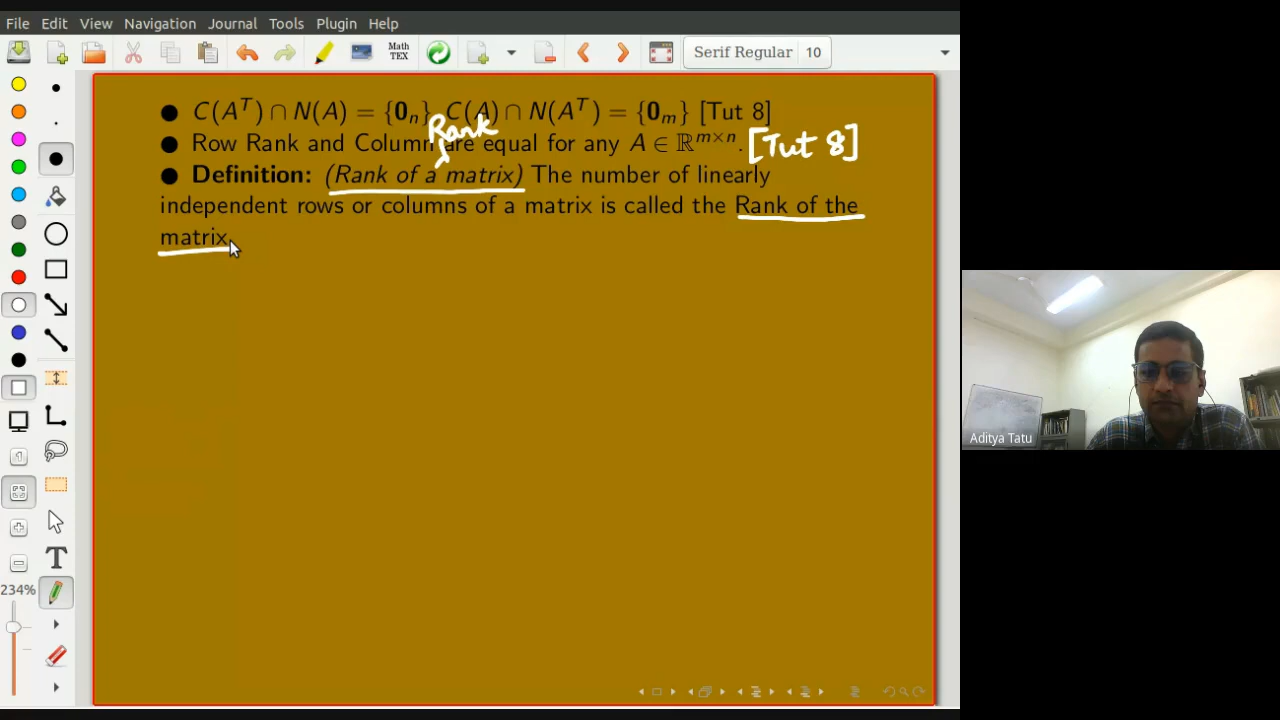 File Edit View Navigation Journal Tools Plugin Help
Math TEX Serif Regular 10
● C(Aᵀ) ∩ N(A) = {𝟎ₙ}, C(A) ∩ N(Aᵀ) = {𝟎ₘ} [Tut 8]
Rank
● Row Rank and Column are equal for any A ∈ ℝᵐˣⁿ. [Tut 8]
● Definition: (Rank of a matrix) The number of linearly
independent rows or columns of a matrix is called the Rank of the
matrix.
Aditya Tatu
234%